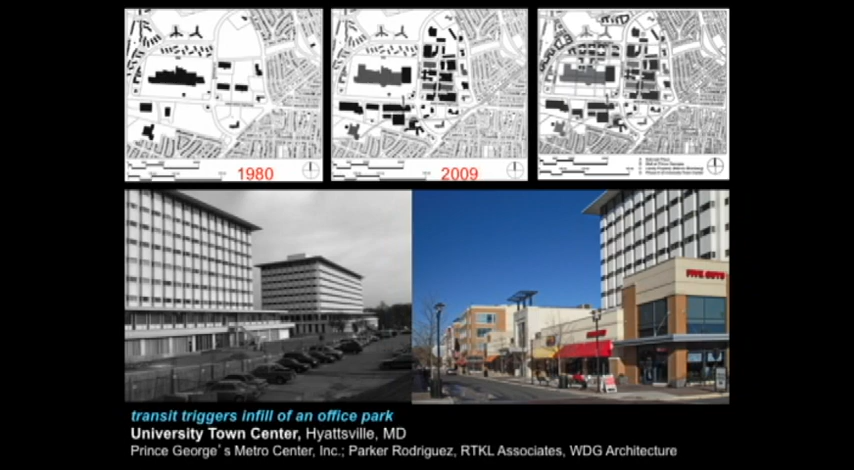 1980
2009
FIVE GUYS
transit triggers infill of an office park
University Town Center, Hyattsville, MD
Prince George's Metro Center, Inc.; Parker Rodriguez, RTKL Associates, WDG Architecture